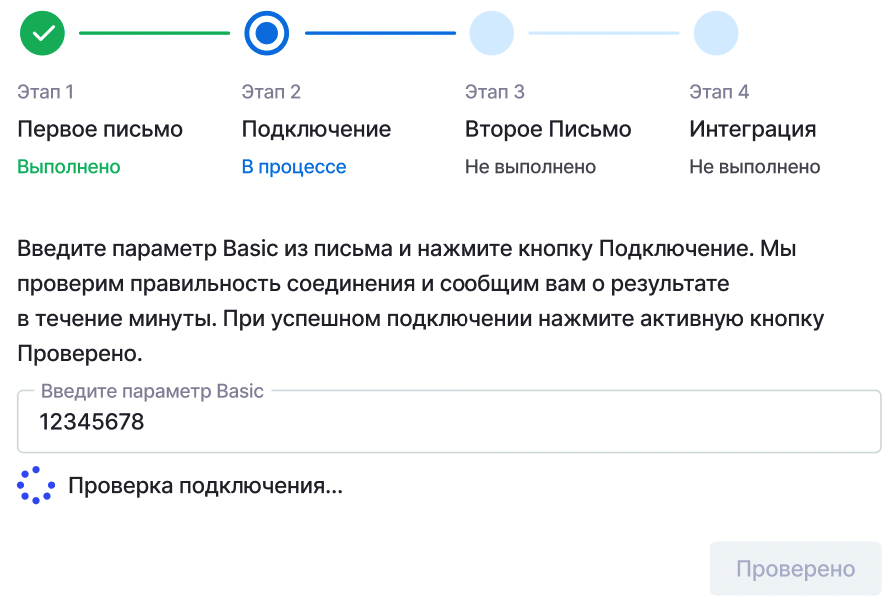 Этап 1 Этап 2 Этап 3 Этап 4
Первое письмо Подключение Второе Письмо Интеграция
Выполнено В процессе Не выполнено Не выполнено
Введите параметр Basic из письма и нажмите кнопку Подключение. Мы
проверим правильность соединения и сообщим вам о результате
в течение минуты. При успешном подключении нажмите активную кнопку
Проверено.
Введите параметр Basic
12345678
Проверка подключения...
Проверено